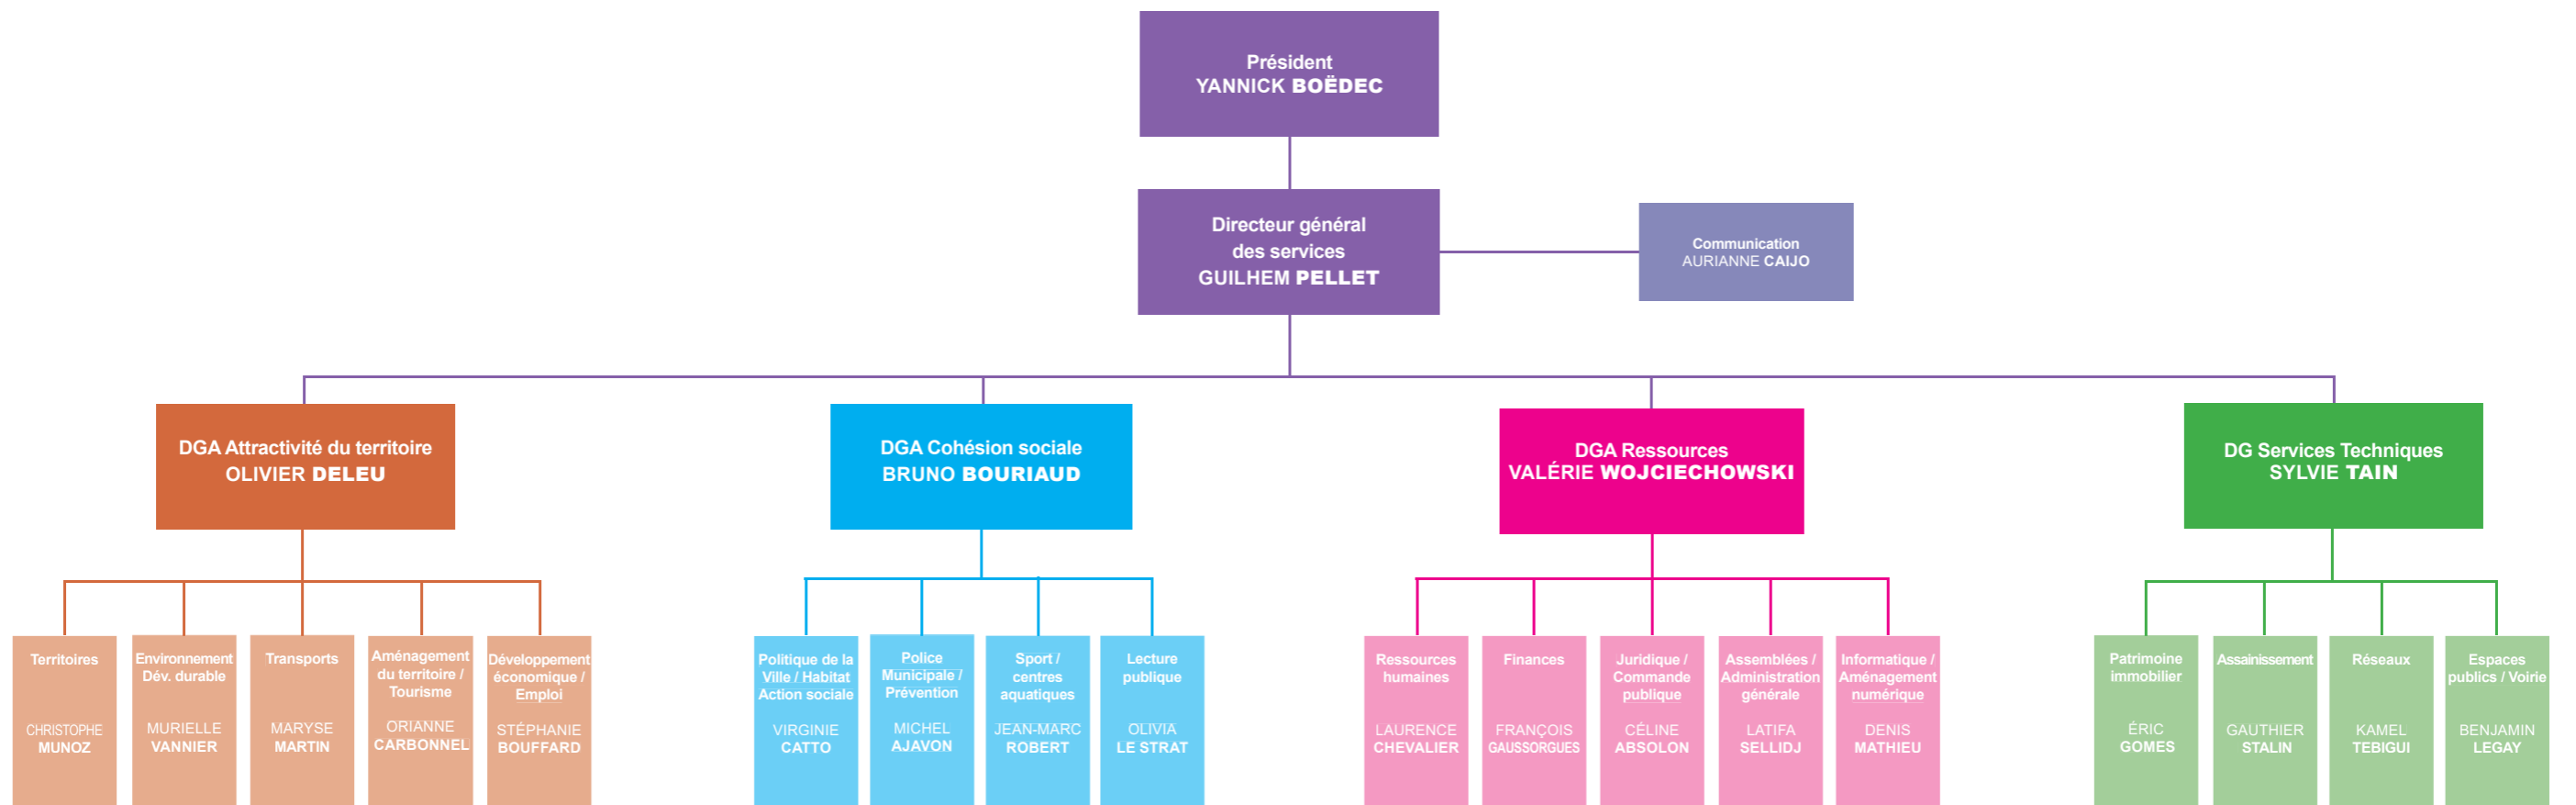 Président
YANNICK BOËDEC
Directeur général
des services
GUILHEM PELLET
Communication
AURIANNE CAIJO
DGA Attractivité du territoire
OLIVIER DELEU
DGA Cohésion sociale
BRUNO BOURIAUD
DGA Ressources
VALÉRIE WOJCIECHOWSKI
DG Services Techniques
SYLVIE TAIN
Territoires
CHRISTOPHE
MUNOZ
Environnement
Dév. durable
MURIELLE
VANNIER
Transports
MARYSE
MARTIN
Aménagement
du territoire /
Tourisme
ORIANNE
CARBONNEL
Développement
économique /
Emploi
STÉPHANIE
BOUFFARD
Politique de la
Ville / Habitat
Action sociale
VIRGINIE
CATTO
Police
Municipale /
Prévention
MICHEL
AJAVON
Sport /
centres
aquatiques
JEAN-MARC
ROBERT
Lecture
publique
OLIVIA
LE STRAT
Ressources
humaines
LAURENCE
CHEVALIER
Finances
FRANÇOIS
GAUSSORGUES
Juridique /
Commande
publique
CÉLINE
ABSOLON
Assemblées /
Administration
générale
LATIFA
SELLIDJ
Informatique /
Aménagement
numérique
DENIS
MATHIEU
Patrimoine
immobilier
ÉRIC
GOMES
Assainissement
GAUTHIER
STALIN
Réseaux
KAMEL
TEBIGUI
Espaces
publics / Voirie
BENJAMIN
LEGAY